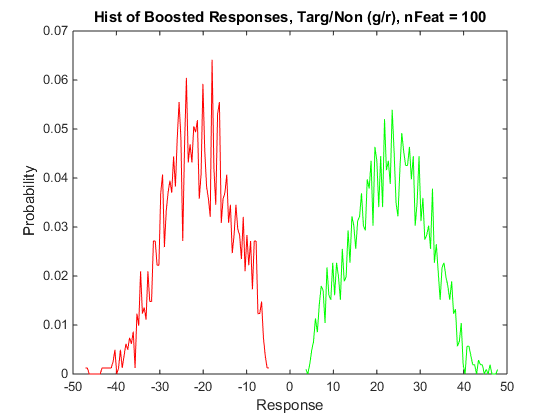 Hist of Boosted Responses, Targ/Non (g/r), nFeat = 100
0.07
0.06
0.05
0.04
0.03
0.02
0.01
0
Probability
-50 -40 -30 -20 -10 0 10 20 30 40 50
Response